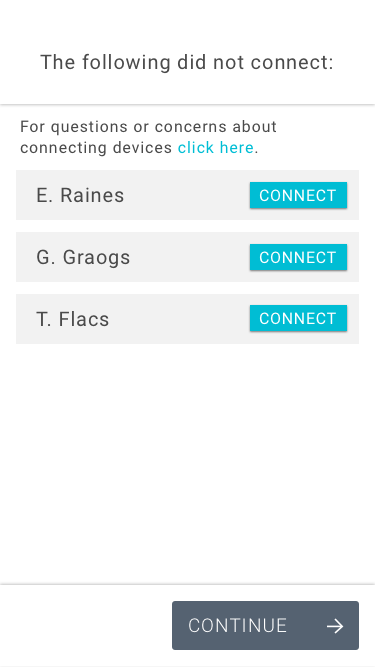 The following did not connect:
For questions or concerns about
connecting devices click here.
E. Raines
CONNECT
G. Graogs
CONNECT
T. Flacs
CONNECT
CONTINUE